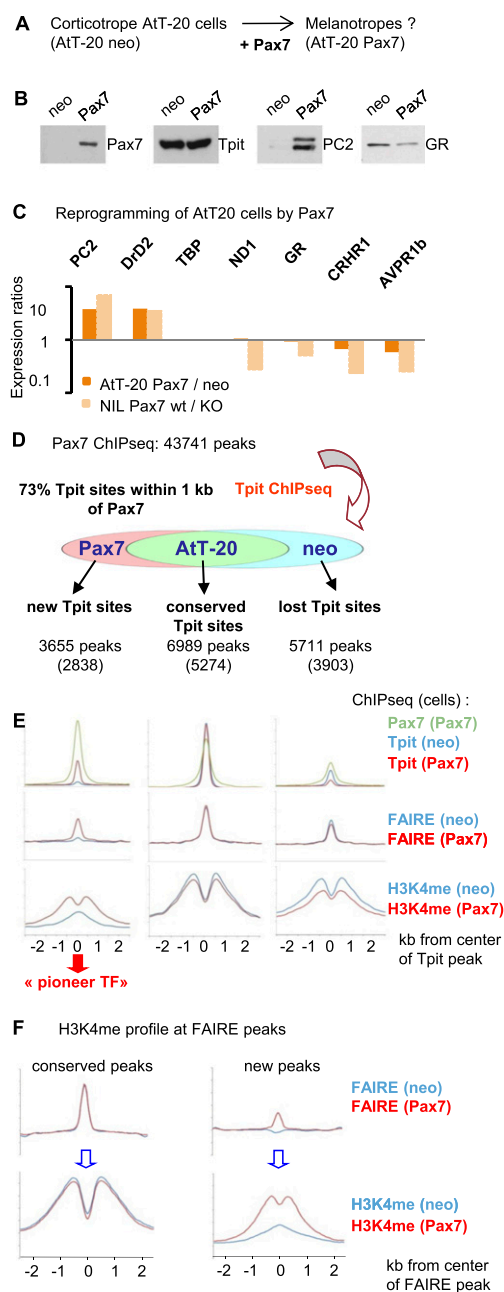 A
Corticotrope AtT-20 cells
(AtT-20 neo)
+ Pax7
Melanotropes ?
(AtT-20 Pax7)
B
neo Pax7 neo Pax7 neo Pax7 neo Pax7
Pax7 Tpit PC2 GR
C Reprogramming of AtT20 cells by Pax7
PC2 DrD2 TBP ND1 GR CRHR1 AVPR1b
Expression ratios
10
1
0.1
AtT-20 Pax7 / neo
NIL Pax7 wt / KO
D Pax7 ChIPseq: 43741 peaks
73% Tpit sites within 1 kb
of Pax7
Tpit ChIPseq
Pax7 AtT-20 neo
new Tpit sites
3655 peaks
(2838)
conserved
Tpit sites
6989 peaks
(5274)
lost Tpit sites
5711 peaks
(3903)
E
ChIPseq (cells) :
Pax7 (Pax7)
Tpit (neo)
Tpit (Pax7)
FAIRE (neo)
FAIRE (Pax7)
H3K4me (neo)
H3K4me (Pax7)
-2 -1 0 1 2 -2 -1 0 1 2 -2 -1 0 1 2
kb from center
of Tpit peak
« pioneer TF»
F H3K4me profile at FAIRE peaks
conserved peaks
new peaks
FAIRE (neo)
FAIRE (Pax7)
H3K4me (neo)
H3K4me (Pax7)
-2 -1 0 1 2 -2 -1 0 1 2
kb from center
of FAIRE peak